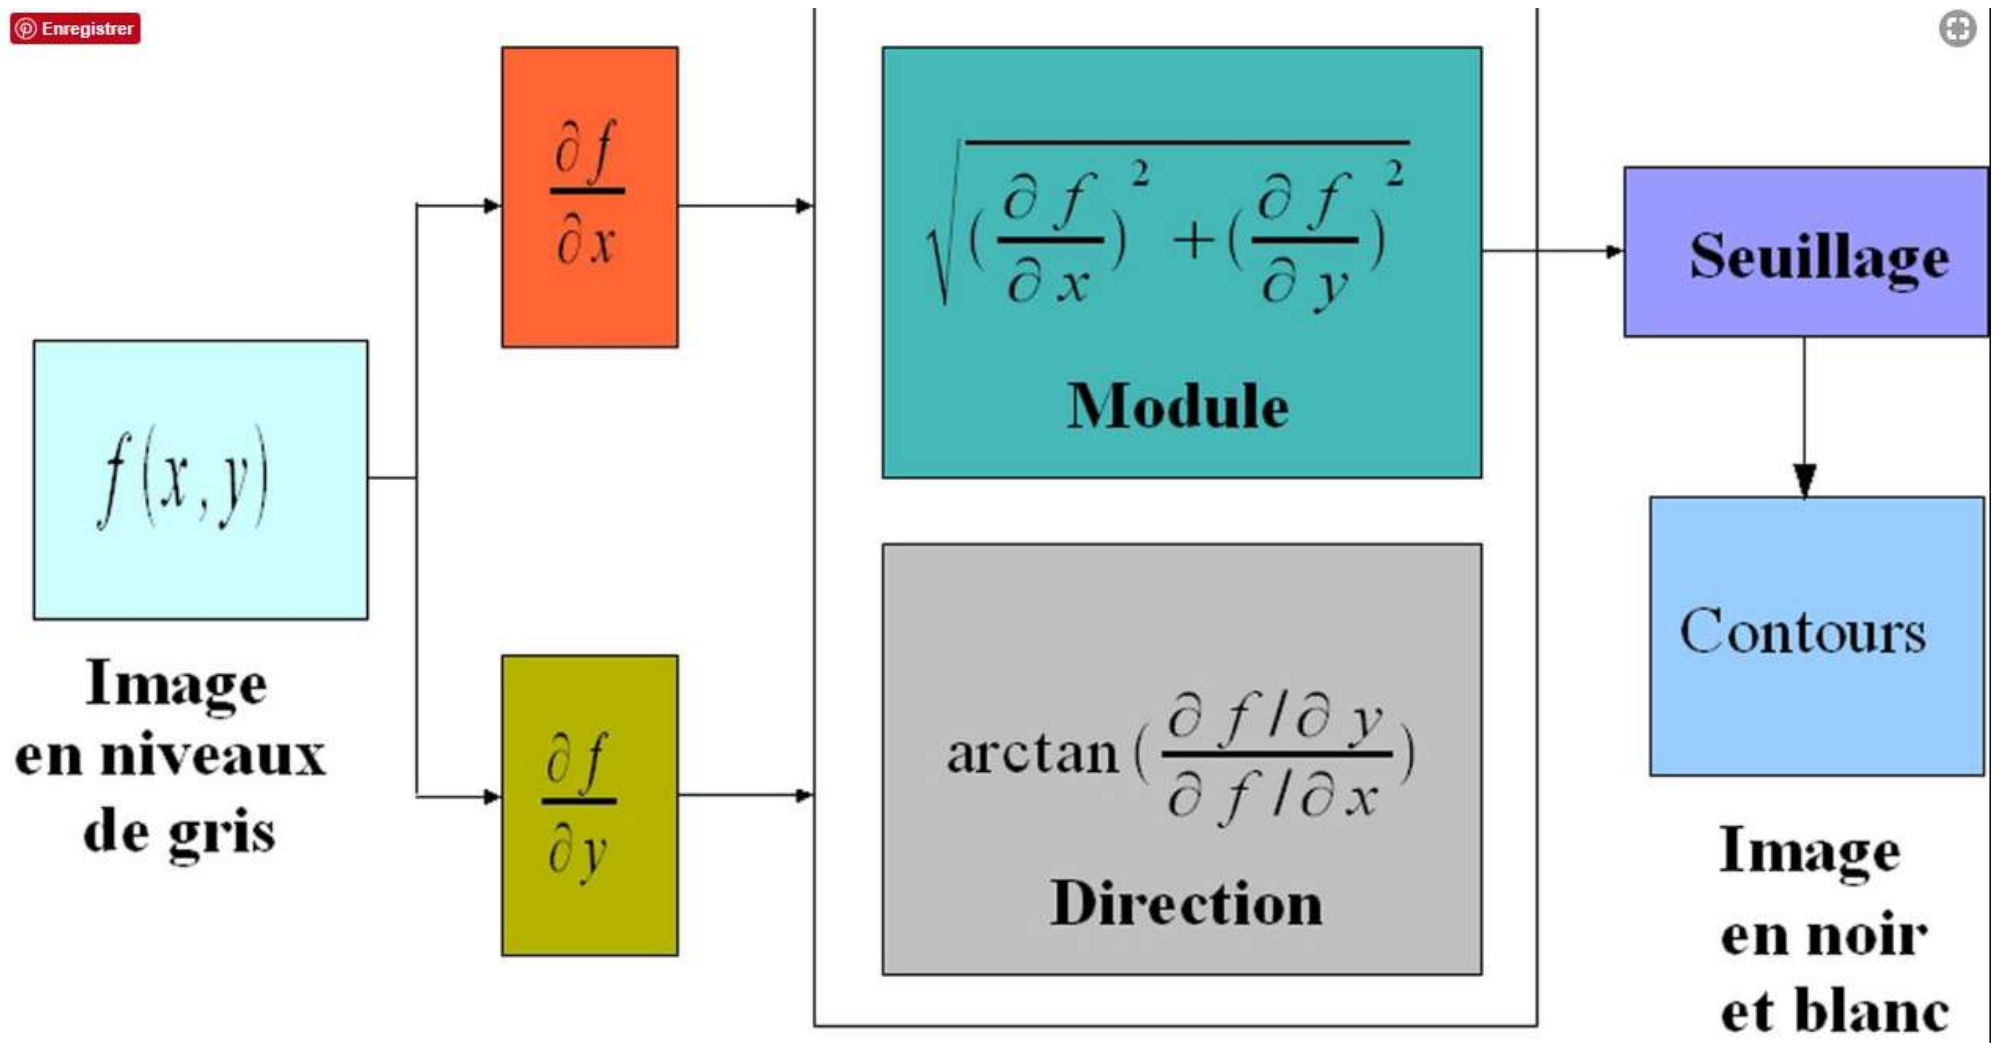 Enregistrer
f(x,y)
Image
en niveaux
de gris
∂f
∂x
∂f
∂y
√(∂f/∂x)² + (∂f/∂y)²
Module
arctan(∂f/∂y / ∂f/∂x)
Direction
Seuillage
Contours
Image
en noir
et blanc